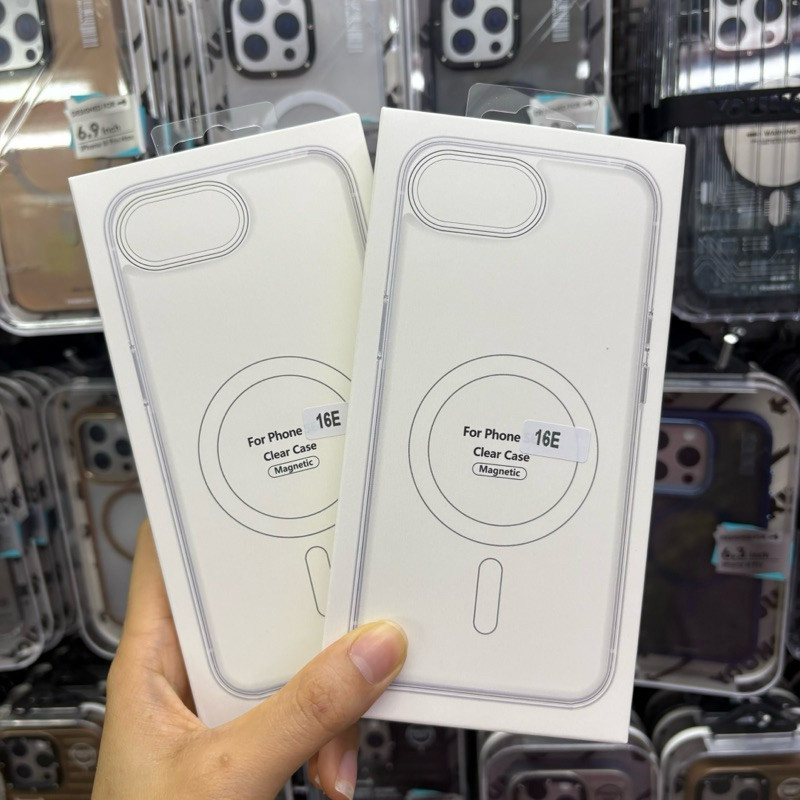 6.9 Inch
For Phone 16E
Clear Case
Magnetic
For Phone 16E
Clear Case
Magnetic
6.3 Inch